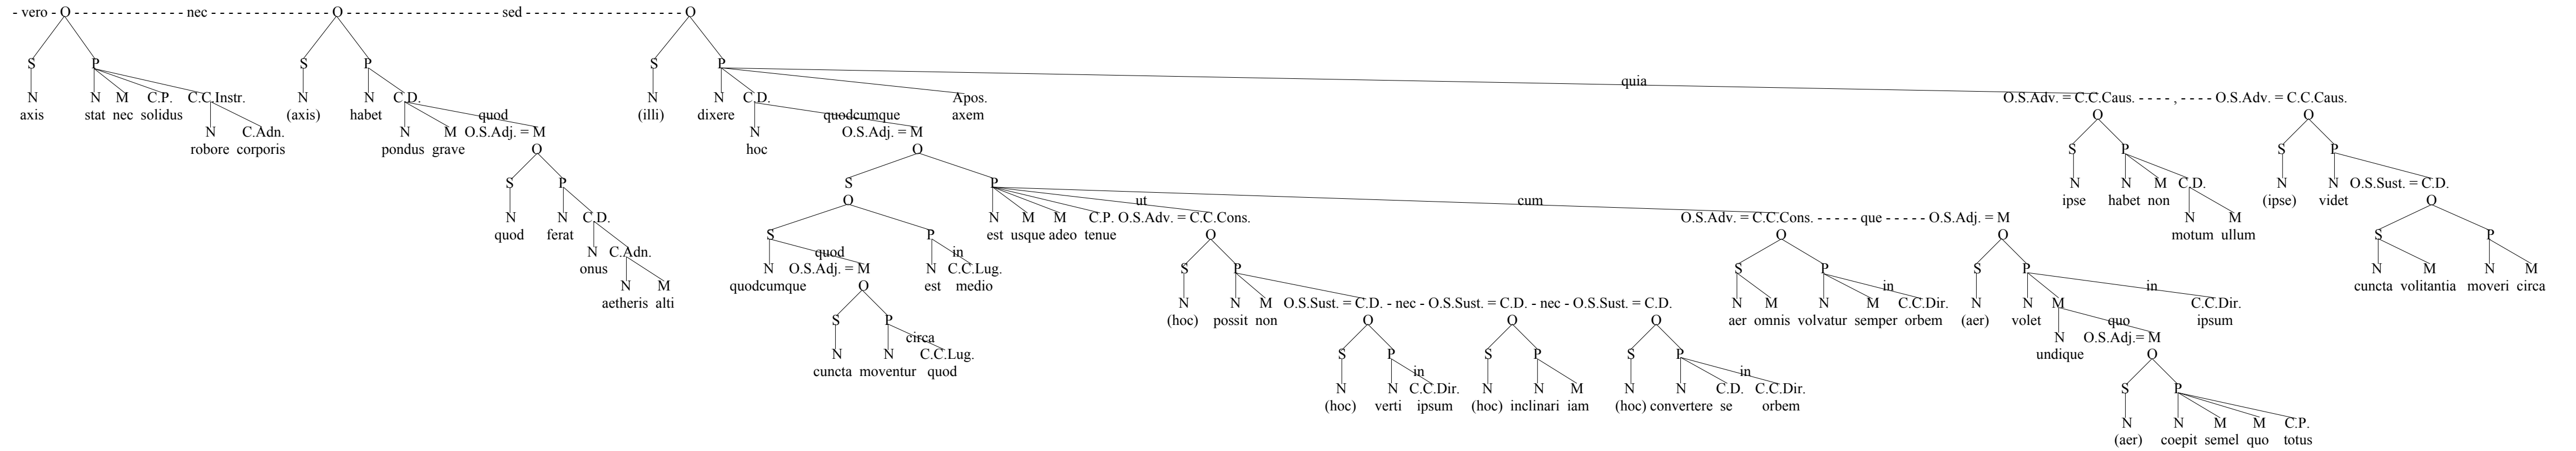 - vero - O - - - nec - - - O - - - sed - - - O
S P S P S P
quia
N N M C.P. C.C.Instr. N N C.D. N N C.D. Apos. O.S.Adv. = C.C.Caus. - - - - , - - - - O.S.Adv. = C.C.Caus.
axis stat nec solidus (axis) habet quod (illi) dixere quodcumque axem O O
N C.Adn. N M O.S.Adj. = M N O.S.Adj. = M
robore corporis pondus grave O hoc O S P S P
S P S P N N M C.D. N N O.S.Sust. = C.D.
O ut cum ipse habet non (ipse) videt O
N N C.D. N M M C.P. O.S.Adv. = C.C.Cons. O.S.Adv. = C.C.Cons. - - - - - que - - - - - O.S.Adj. = M N M
quod ferat S P est usque adeo tenue O O O motum ullum S P
N C.Adn. quod in
onus N O.S.Adj. = M N C.C.Lug. S P S P S P N M N M
N M quodcumque O est medio in in cuncta volitantia moveri circa
aetheris alti N N M O.S.Sust. = C.D. - nec - O.S.Sust. = C.D. - nec - O.S.Sust. = C.D. N M N M C.C.Dir. N N M C.C.Dir.
S P (hoc) possit non O O O aer omnis volvatur semper orbem (aer) volet quo ipsum
circa N O.S.Adj.= M
N N C.C.Lug. S P S P S P undique O
cuncta moventur quod in in
N N C.C.Dir. N N M N N C.D. C.C.Dir. S P
(hoc) verti ipsum (hoc) inclinari iam (hoc) convertere se orbem
N N M M C.P.
(aer) coepit semel quo totus